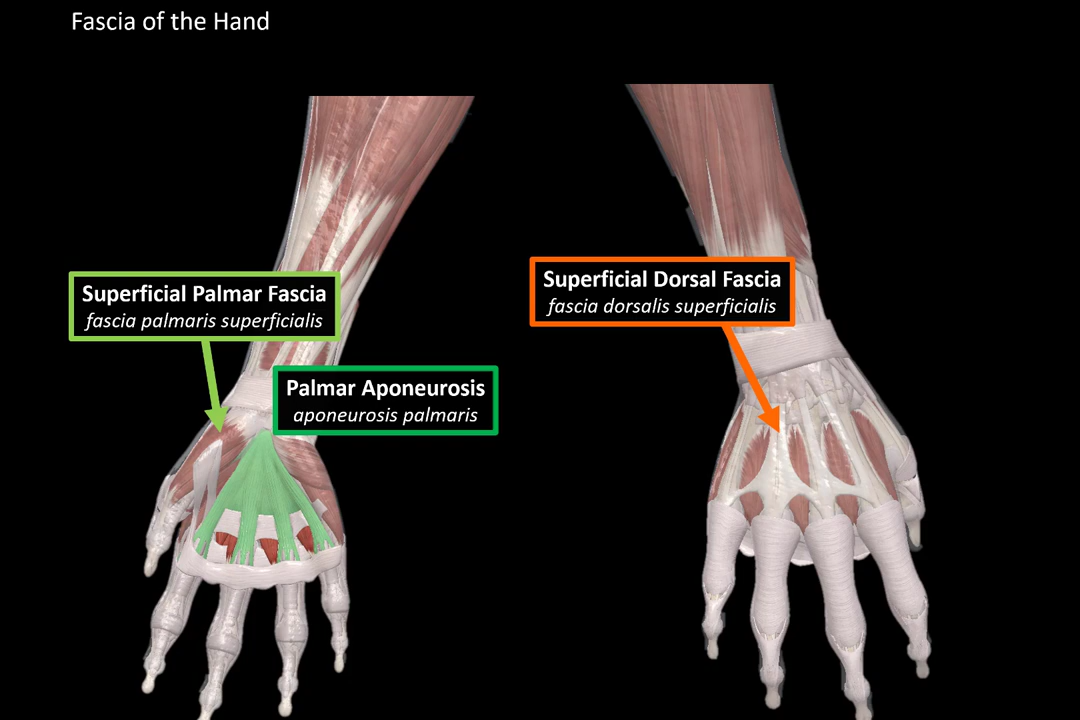 Fascia of the Hand
Superficial Palmar Fascia
fascia palmaris superficialis
Palmar Aponeurosis
aponeurosis palmaris
Superficial Dorsal Fascia
fascia dorsalis superficialis